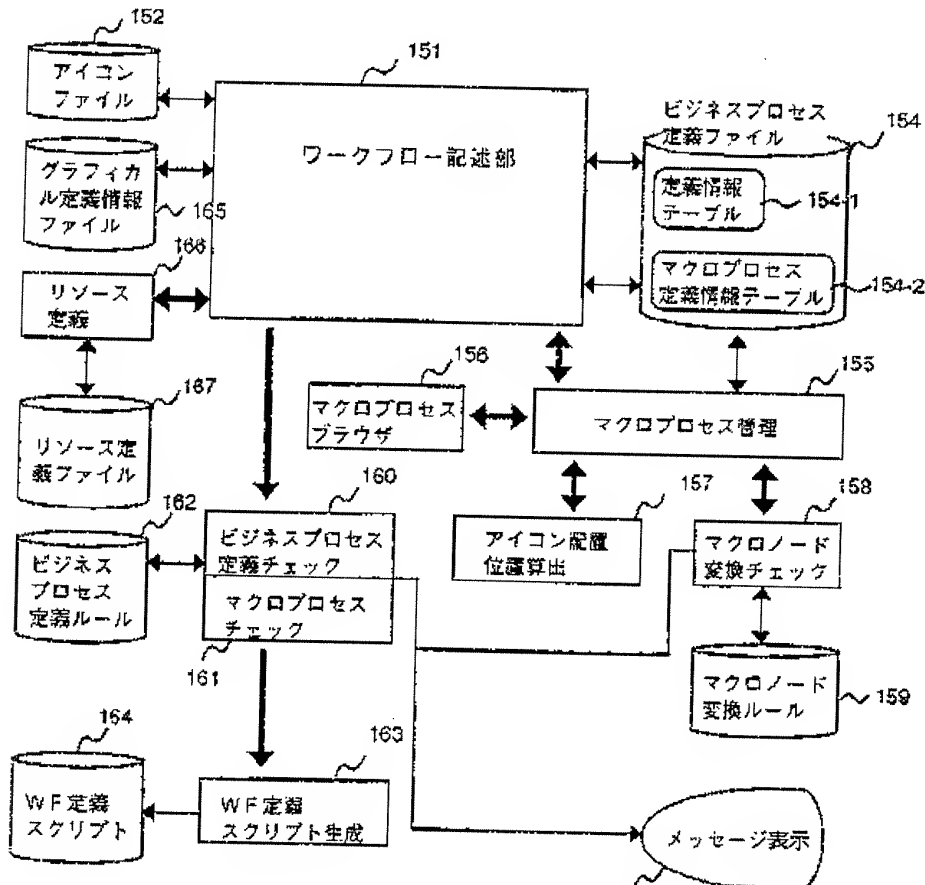 152
アイコン
ファイル
151
ワークフロー記述部
ビジネスプロセス
定義ファイル
154
定義情報
テーブル
154-1
マクロプロセス
定義情報テーブル
154-2
グラフィカ
ル定義情報
ファイル
165
166
リソース
定義
167
リソース定
義ファイル
156
マクロプロセス
ブラウザ
155
マクロプロセス管理
157
アイコン配置
位置算出
158
マクロノード
変換チェック
マクロノード
変換ルール
159
162
ビジネス
プロセス
定義ルール
160
ビジネスプロセス
定義チェック
マクロプロセス
チェック
161
164
WF定義
スクリプト
163
WF定義
スクリプト生成
メッセージ表示